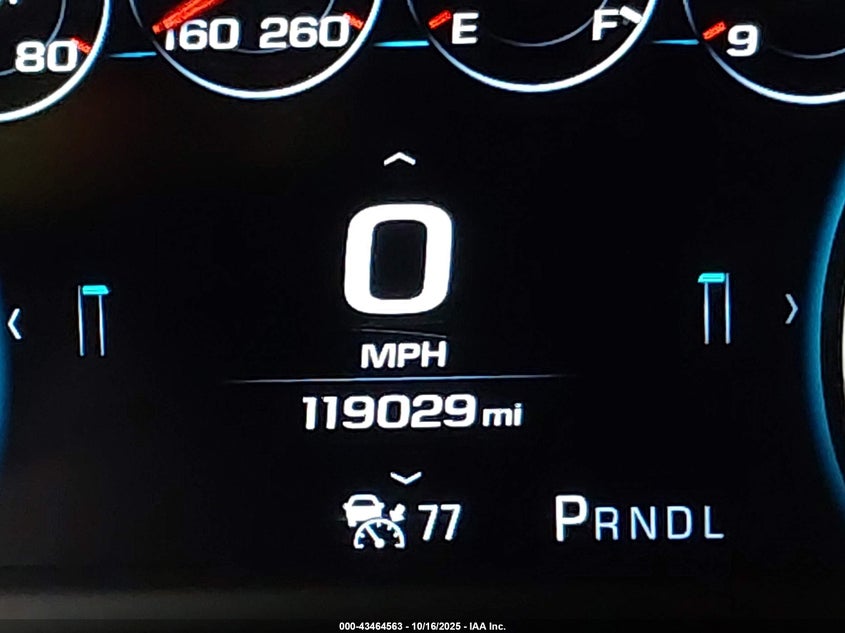 80 160 260 E F 9
0
MPH
119029 mi
77 PRNDL
000-43464563 - 10/16/2025 - IAA Inc.